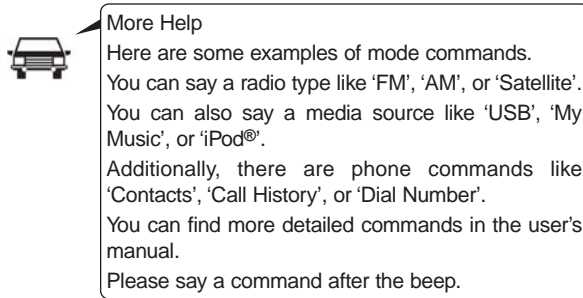 More Help
Here are some examples of mode commands.
You can say a radio type like ‘FM’, ‘AM’, or ‘Satellite’.
You can also say a media source like ‘USB’, ‘My
Music’, or ‘iPod®’.
Additionally, there are phone commands like
‘Contacts’, ‘Call History’, or ‘Dial Number’.
You can find more detailed commands in the user’s
manual.
Please say a command after the beep.